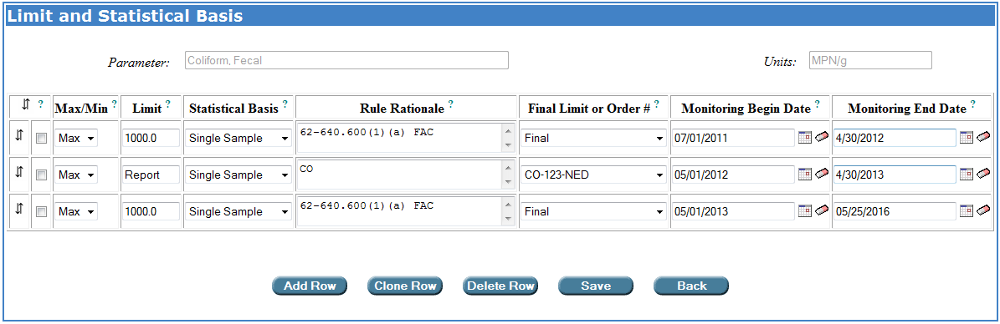 Limit and Statistical Basis
Parameter: Coliform, Fecal Units: MPN/g
? Max/Min ? Limit ? Statistical Basis ? Rule Rationale ? Final Limit or Order # ? Monitoring Begin Date ? Monitoring End Date ?
Max 1000.0 Single Sample 62-640.600(1)(a) FAC Final 07/01/2011 4/30/2012
Max Report Single Sample CO CO-123-NED 05/01/2012 4/30/2013
Max 1000.0 Single Sample 62-640.600(1)(a) FAC Final 05/01/2013 05/25/2016
Add Row Clone Row Delete Row Save Back